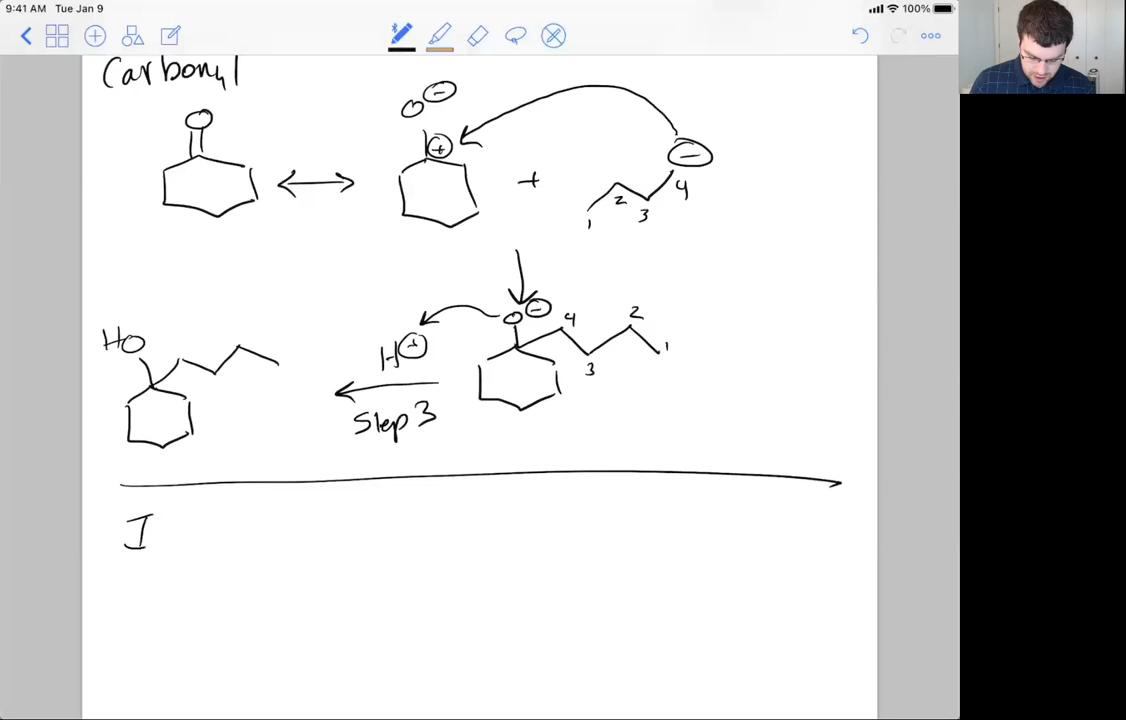 9:41 AM Tue Jan 9
100%
Carbonyl
O
O −
+
−
+
1 2 3 4
O −
4 3 2 1
HO
H +
Step 3
I